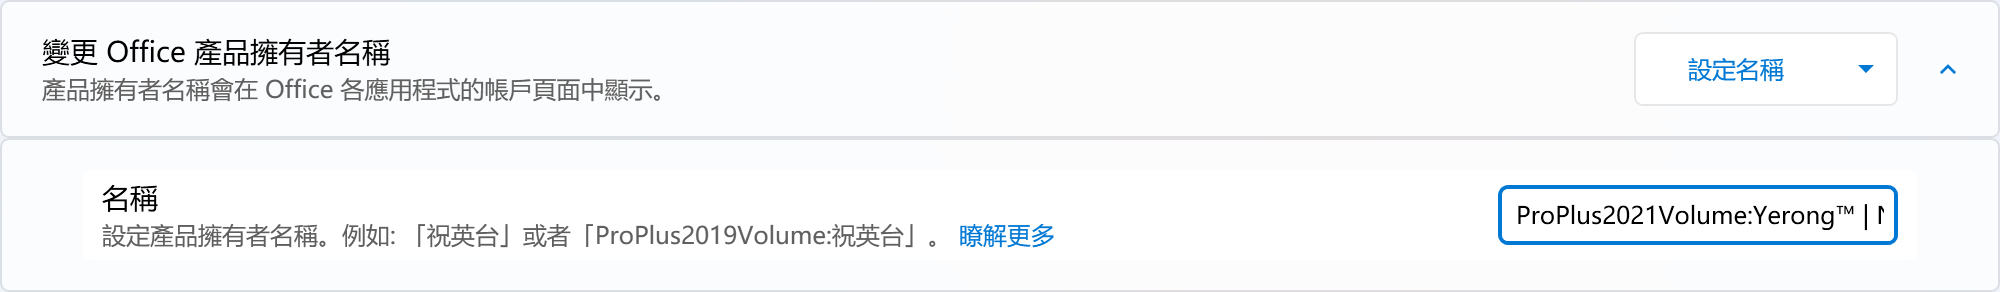 變更 Office 產品擁有者名稱
產品擁有者名稱會在 Office 各應用程式的帳戶頁面中顯示。
設定名稱
名稱
設定產品擁有者名稱。例如: 「祝英台」或者「ProPlus2019Volume:祝英台」。 瞭解更多
ProPlus2021Volume:Yerong™ |